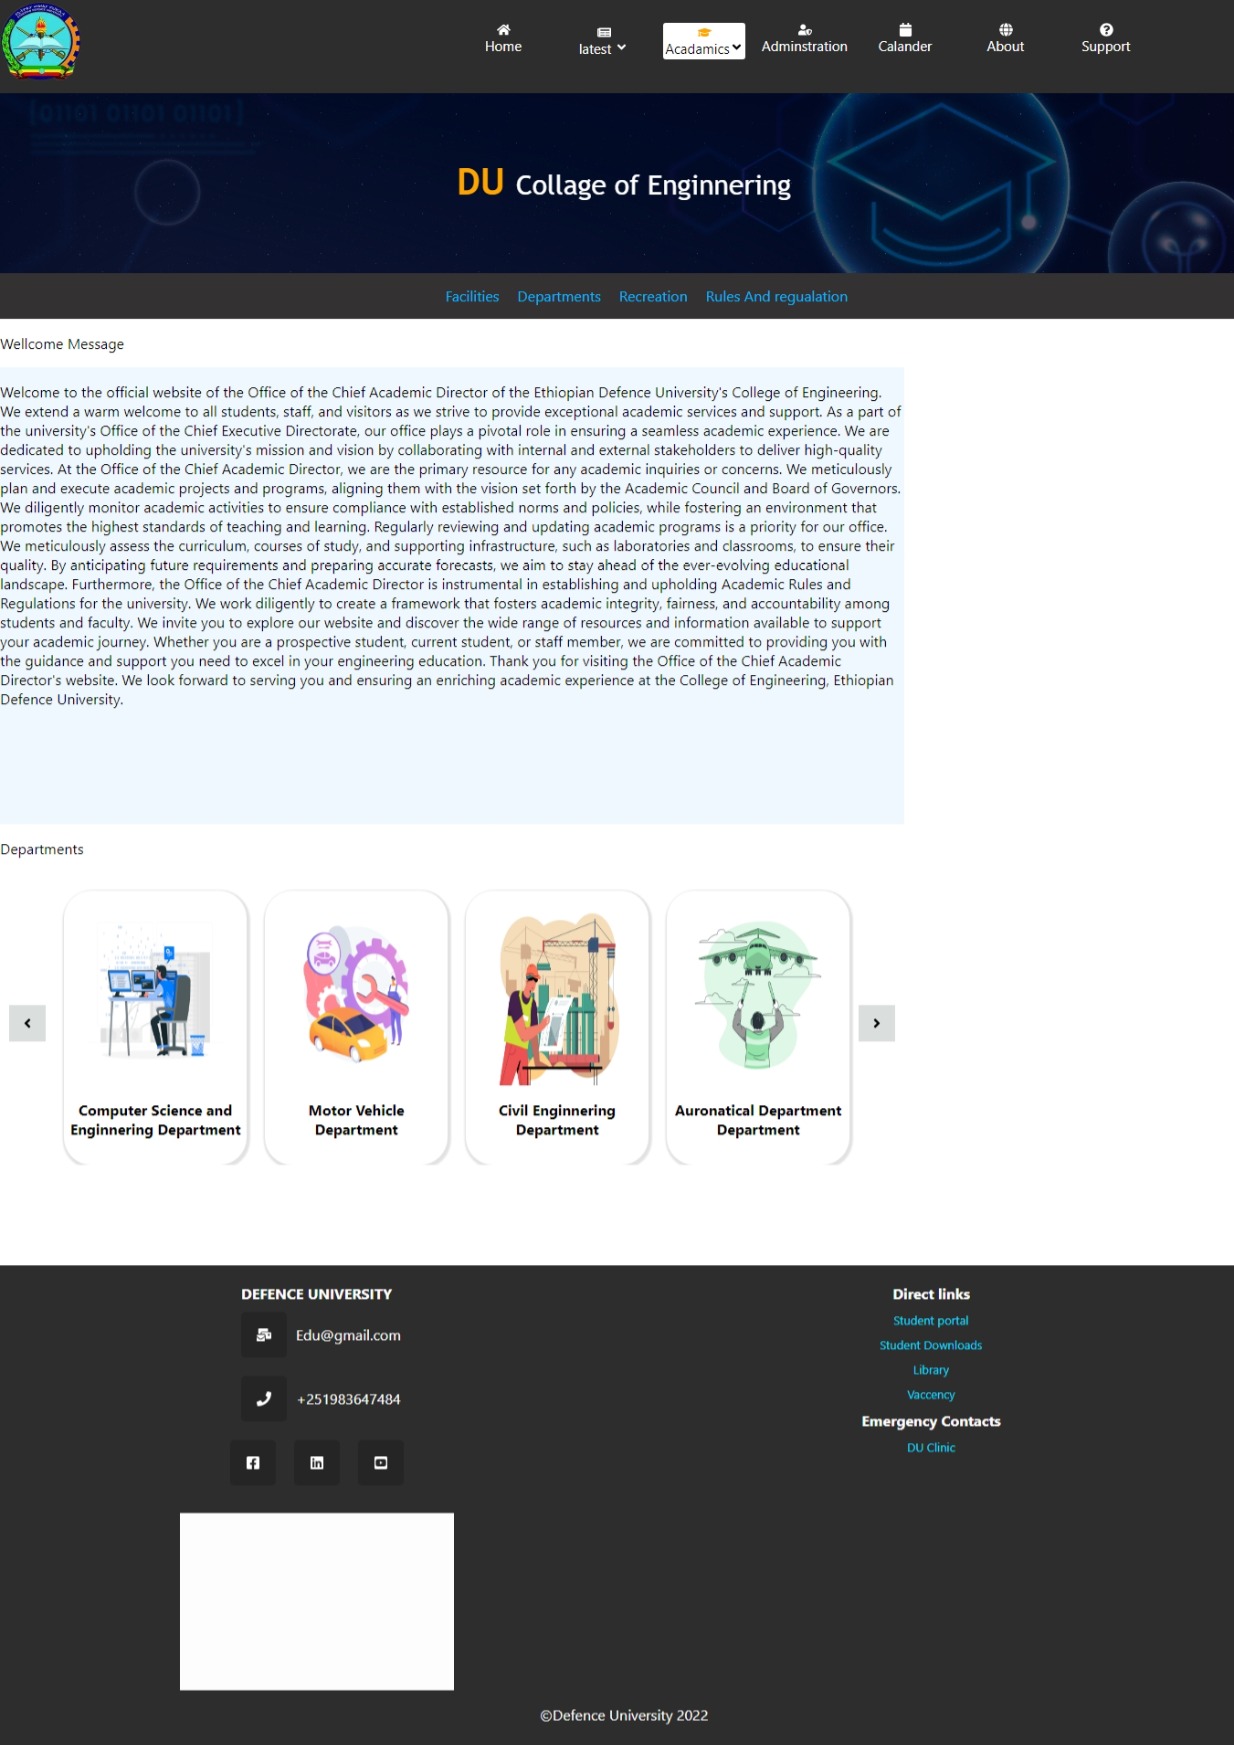 Home
latest
Acadamics
Adminstration
Calander
About
Support
[01101 01101 01101]
DU Collage of Enginnering
Facilities Departments Recreation Rules And regualation
Wellcome Message
Welcome to the official website of the Office of the Chief Academic Director of the Ethiopian Defence University's College of Engineering.
We extend a warm welcome to all students, staff, and visitors as we strive to provide exceptional academic services and support. As a part of
the university's Office of the Chief Executive Directorate, our office plays a pivotal role in ensuring a seamless academic experience. We are
dedicated to upholding the university's mission and vision by collaborating with internal and external stakeholders to deliver high-quality
services. At the Office of the Chief Academic Director, we are the primary resource for any academic inquiries or concerns. We meticulously
plan and execute academic projects and programs, aligning them with the vision set forth by the Academic Council and Board of Governors.
We diligently monitor academic activities to ensure compliance with established norms and policies, while fostering an environment that
promotes the highest standards of teaching and learning. Regularly reviewing and updating academic programs is a priority for our office.
We meticulously assess the curriculum, courses of study, and supporting infrastructure, such as laboratories and classrooms, to ensure their
quality. By anticipating future requirements and preparing accurate forecasts, we aim to stay ahead of the ever-evolving educational
landscape. Furthermore, the Office of the Chief Academic Director is instrumental in establishing and upholding Academic Rules and
Regulations for the university. We work diligently to create a framework that fosters academic integrity, fairness, and accountability among
students and faculty. We invite you to explore our website and discover the wide range of resources and information available to support
your academic journey. Whether you are a prospective student, current student, or staff member, we are committed to providing you with
the guidance and support you need to excel in your engineering education. Thank you for visiting the Office of the Chief Academic
Director's website. We look forward to serving you and ensuring an enriching academic experience at the College of Engineering, Ethiopian
Defence University.
Departments
Computer Science and
Enginnering Department
Motor Vehicle
Department
Civil Enginnering
Department
Auronatical Department
Department
DEFENCE UNIVERSITY
Edu@gmail.com
+251983647484
Direct links
Student portal
Student Downloads
Library
Vaccency
Emergency Contacts
DU Clinic
©Defence University 2022